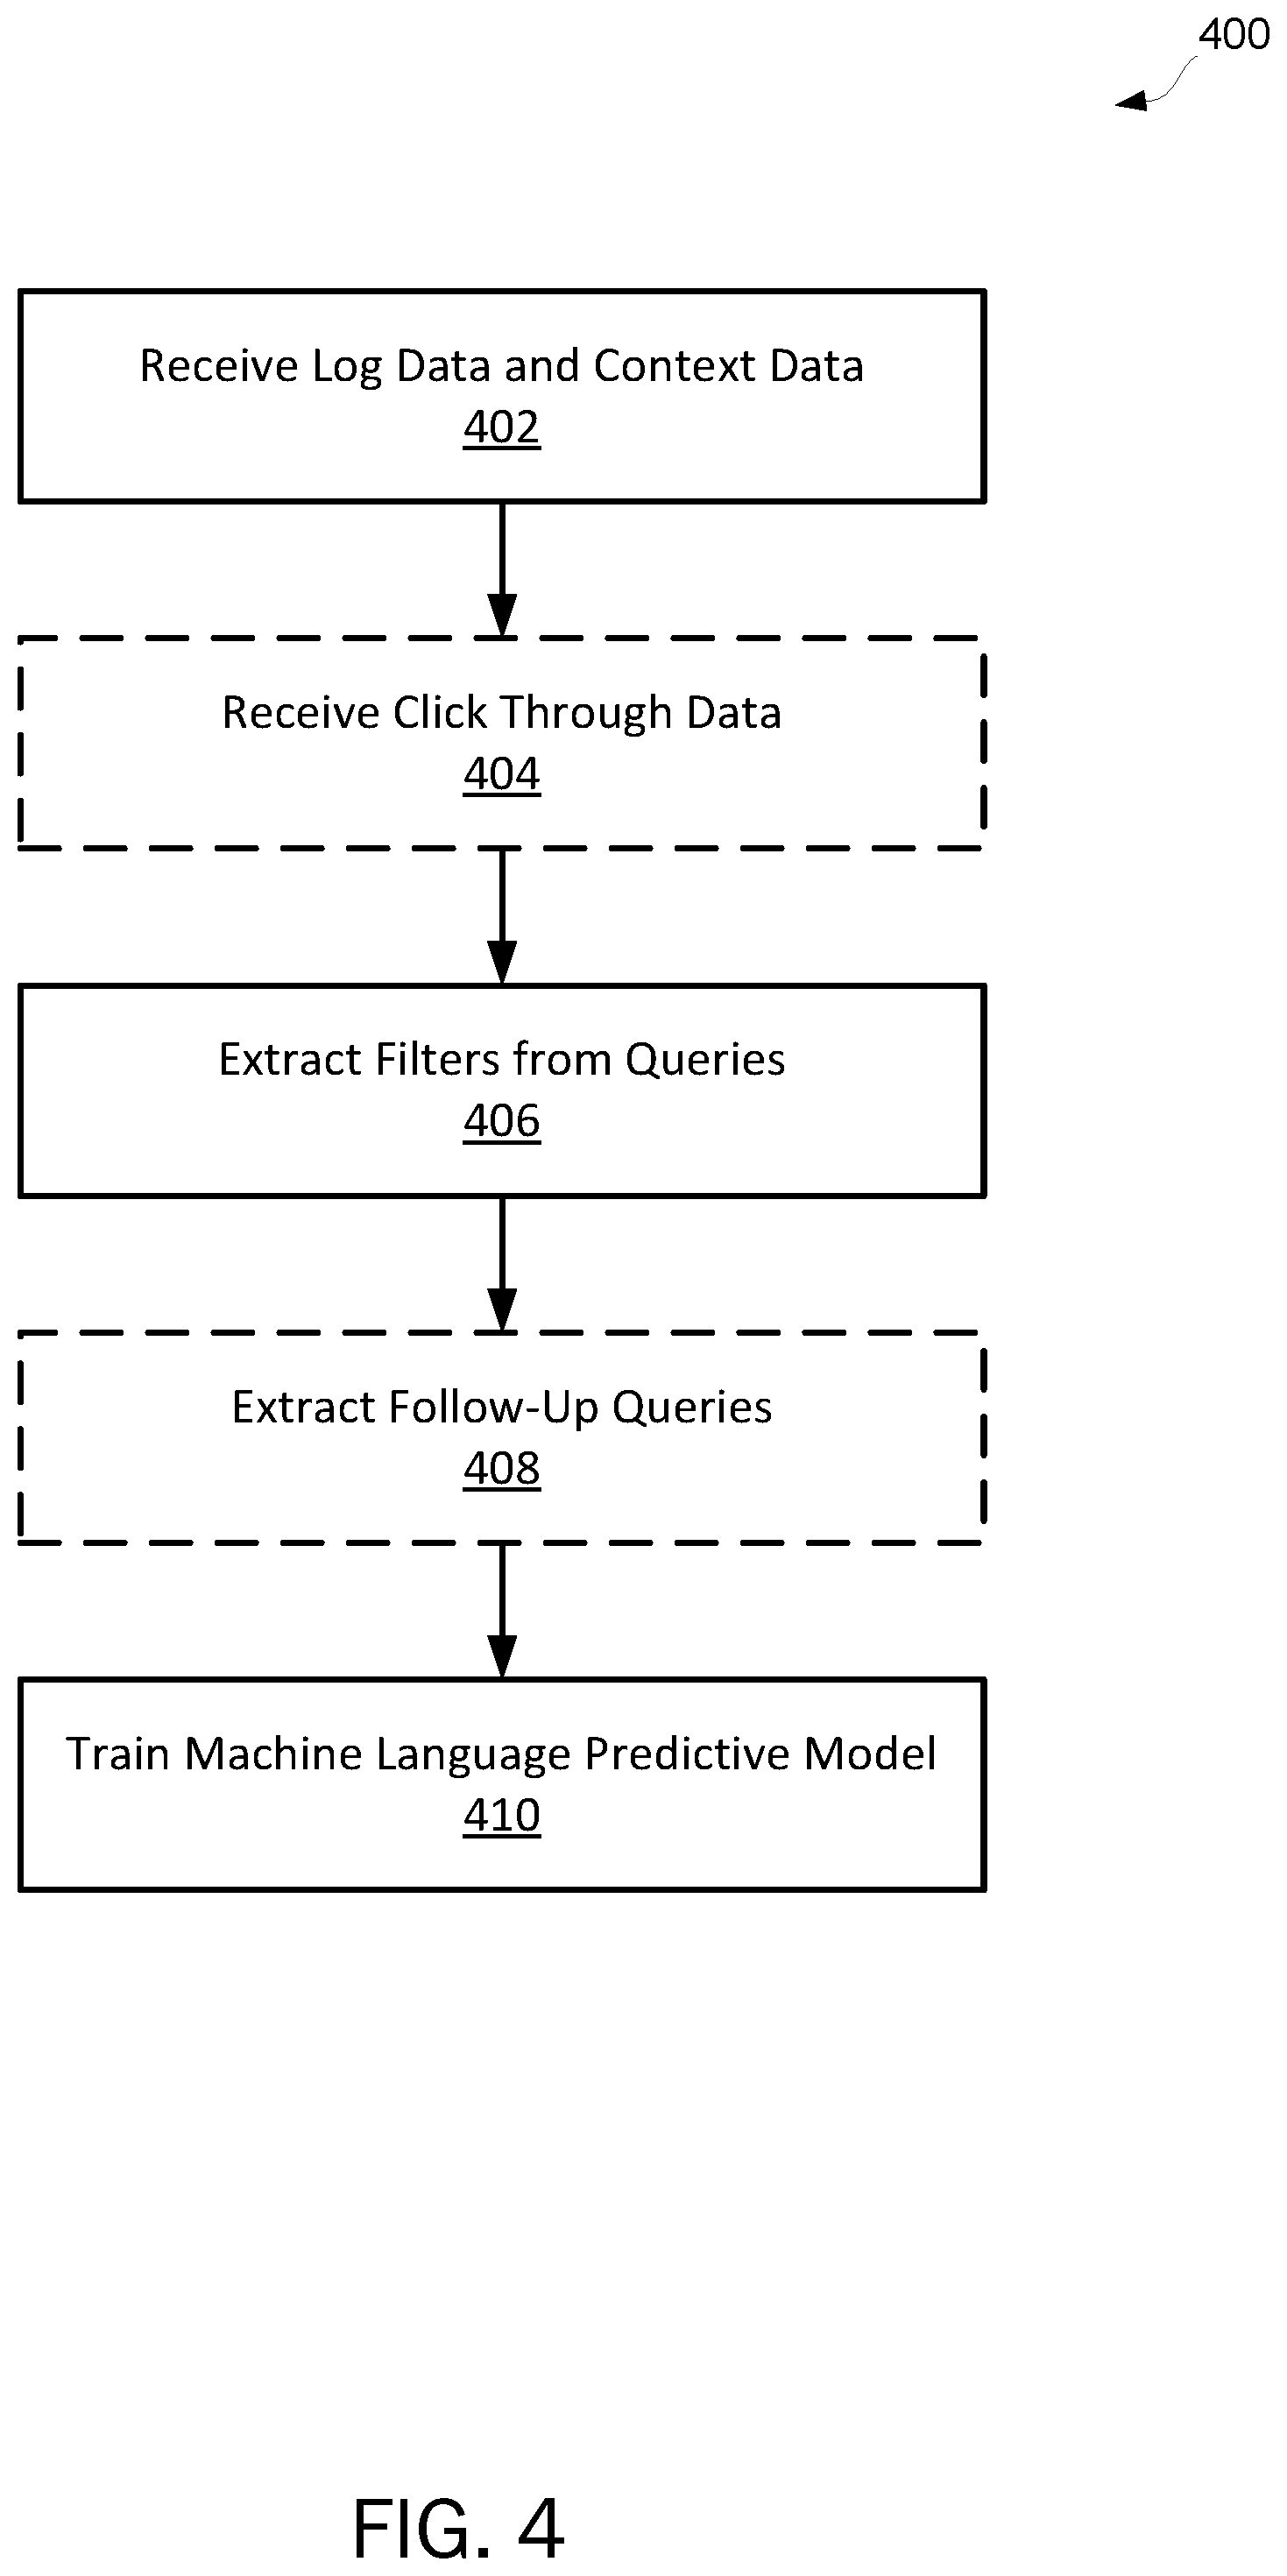 400
Receive Log Data and Context Data
402
Receive Click Through Data
404
Extract Filters from Queries
406
Extract Follow-Up Queries
408
Train Machine Language Predictive Model
410
FIG. 4